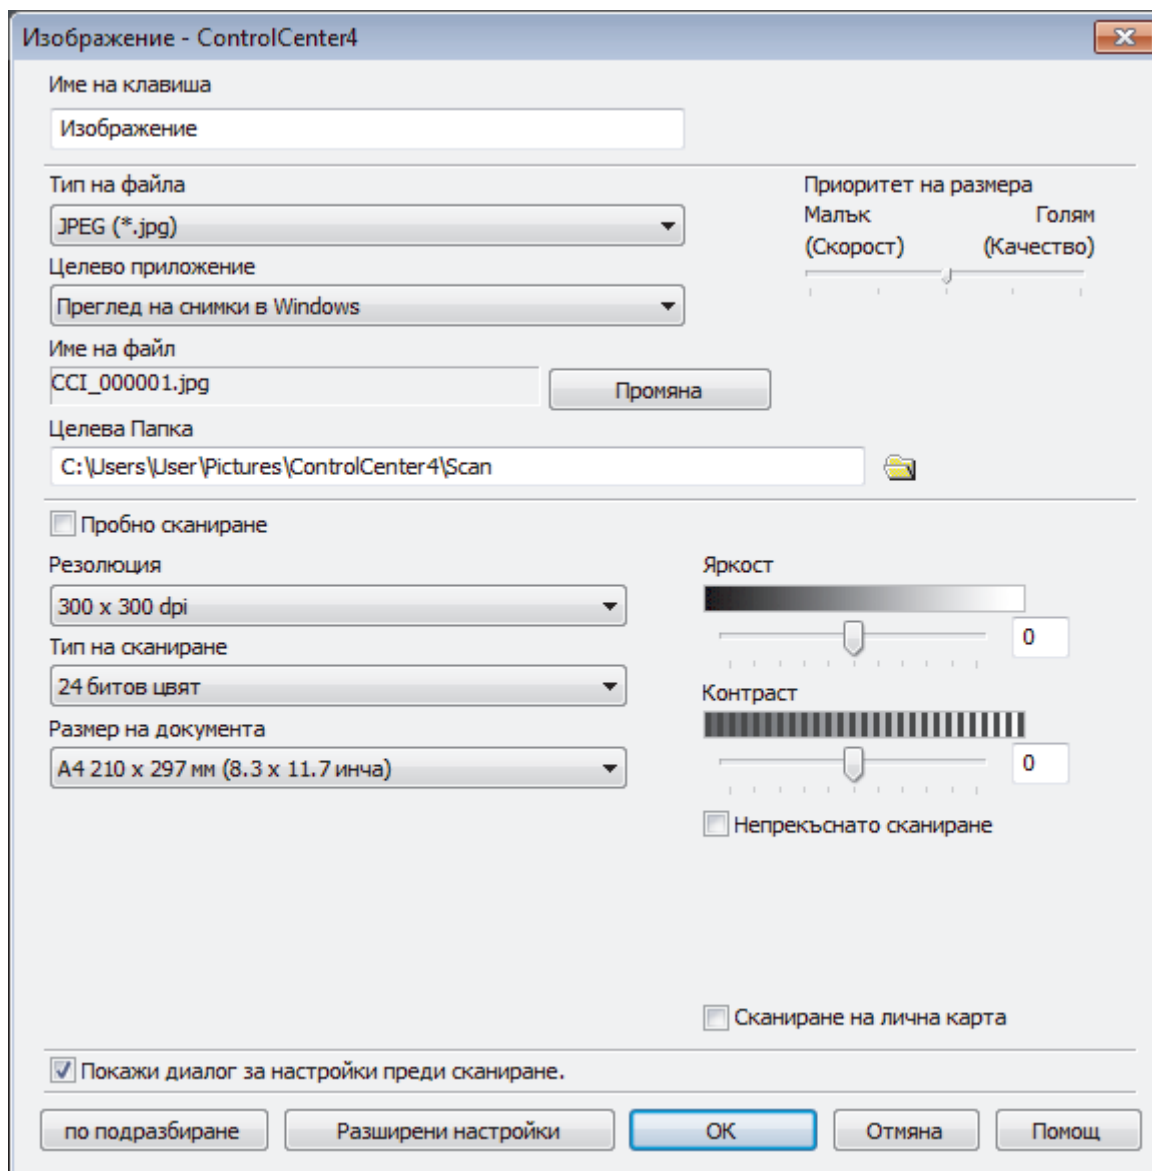 Изображение - ControlCenter4
Име на клавиша
Изображение
Тип на файла
JPEG (*.jpg)
Целево приложение
Преглед на снимки в Windows
Име на файл
CCI_000001.jpg
Промяна
Целева Папка
C:\Users\User\Pictures\ControlCenter4\Scan
Приоритет на размера
Малък Голям
(Скорост) (Качество)
Пробно сканиране
Резолюция
300 x 300 dpi
Тип на сканиране
24 битов цвят
Размер на документа
A4 210 x 297 мм (8.3 x 11.7 инча)
Яркост
0
Контраст
0
Непрекъснато сканиране
Сканиране на лична карта
Покажи диалог за настройки преди сканиране.
по подразбиране Разширени настройки OK Отмяна Помощ